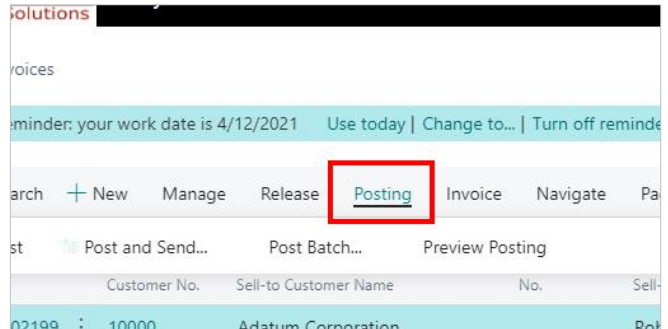 Solutions
voices
eminder: your work date is 4/12/2021 Use today | Change to... | Turn off reminde
arch + New Manage Release Posting Invoice Navigate Pa
st Post and Send... Post Batch... Preview Posting
Customer No. Sell-to Customer Name No. Sell-
02199 : 10000 Adatum Corporation